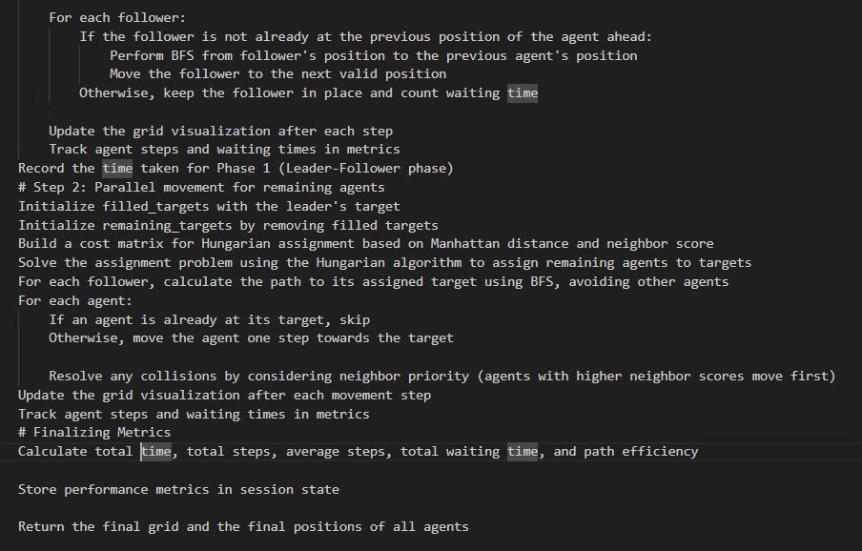 For each follower:
If the follower is not already at the previous position of the agent ahead:
Perform BFS from follower's position to the previous agent's position
Move the follower to the next valid position
Otherwise, keep the follower in place and count waiting time
Update the grid visualization after each step
Track agent steps and waiting times in metrics
Record the time taken for Phase 1 (Leader-Follower phase)
# Step 2: Parallel movement for remaining agents
Initialize filled_targets with the leader's target
Initialize remaining_targets by removing filled targets
Build a cost matrix for Hungarian assignment based on Manhattan distance and neighbor score
Solve the assignment problem using the Hungarian algorithm to assign remaining agents to targets
For each follower, calculate the path to its assigned target using BFS, avoiding other agents
For each agent:
If an agent is already at its target, skip
Otherwise, move the agent one step towards the target
Resolve any collisions by considering neighbor priority (agents with higher neighbor scores move first)
Update the grid visualization after each movement step
Track agent steps and waiting times in metrics
# Finalizing Metrics
Calculate total time, total steps, average steps, total waiting time, and path efficiency
Store performance metrics in session state
Return the final grid and the final positions of all agents